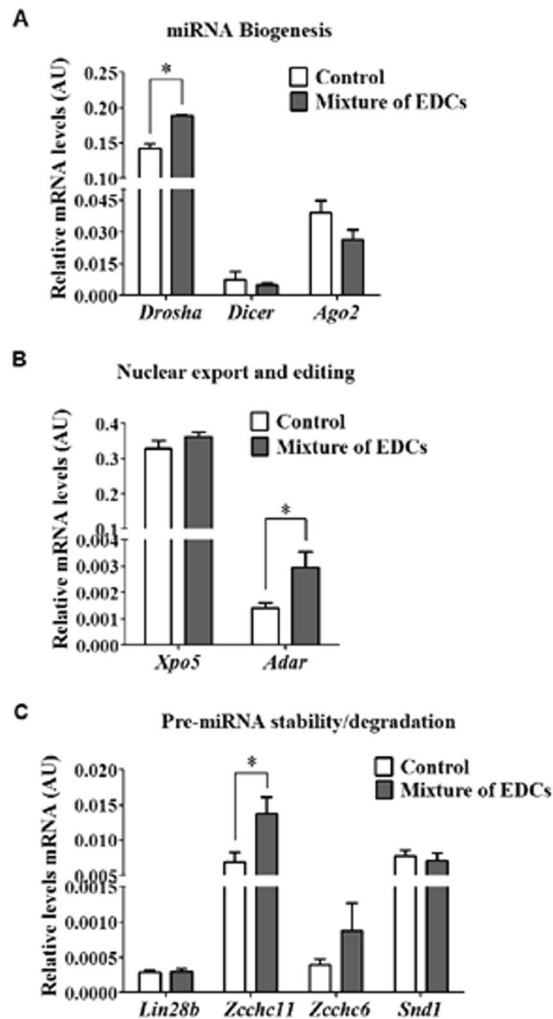 A
miRNA Biogenesis
Relative mRNA levels (AU)
0.25
0.20
0.15
0.10
0.045
0.030
0.015
0.000
*
Control
Mixture of EDCs
Drosha Dicer Ago2
B
Nuclear export and editing
Relative mRNA levels (AU)
0.4
0.3
0.2
0.1
0.004
0.003
0.002
0.001
0.000
*
Control
Mixture of EDCs
Xpo5 Adar
C
Pre-miRNA stability/degradation
Relative levels mRNA (AU)
0.020
0.015
0.010
0.005
0.0015
0.0010
0.0005
0.0000
*
Control
Mixture of EDCs
Lin28b Zcchc11 Zcchc6 Snd1